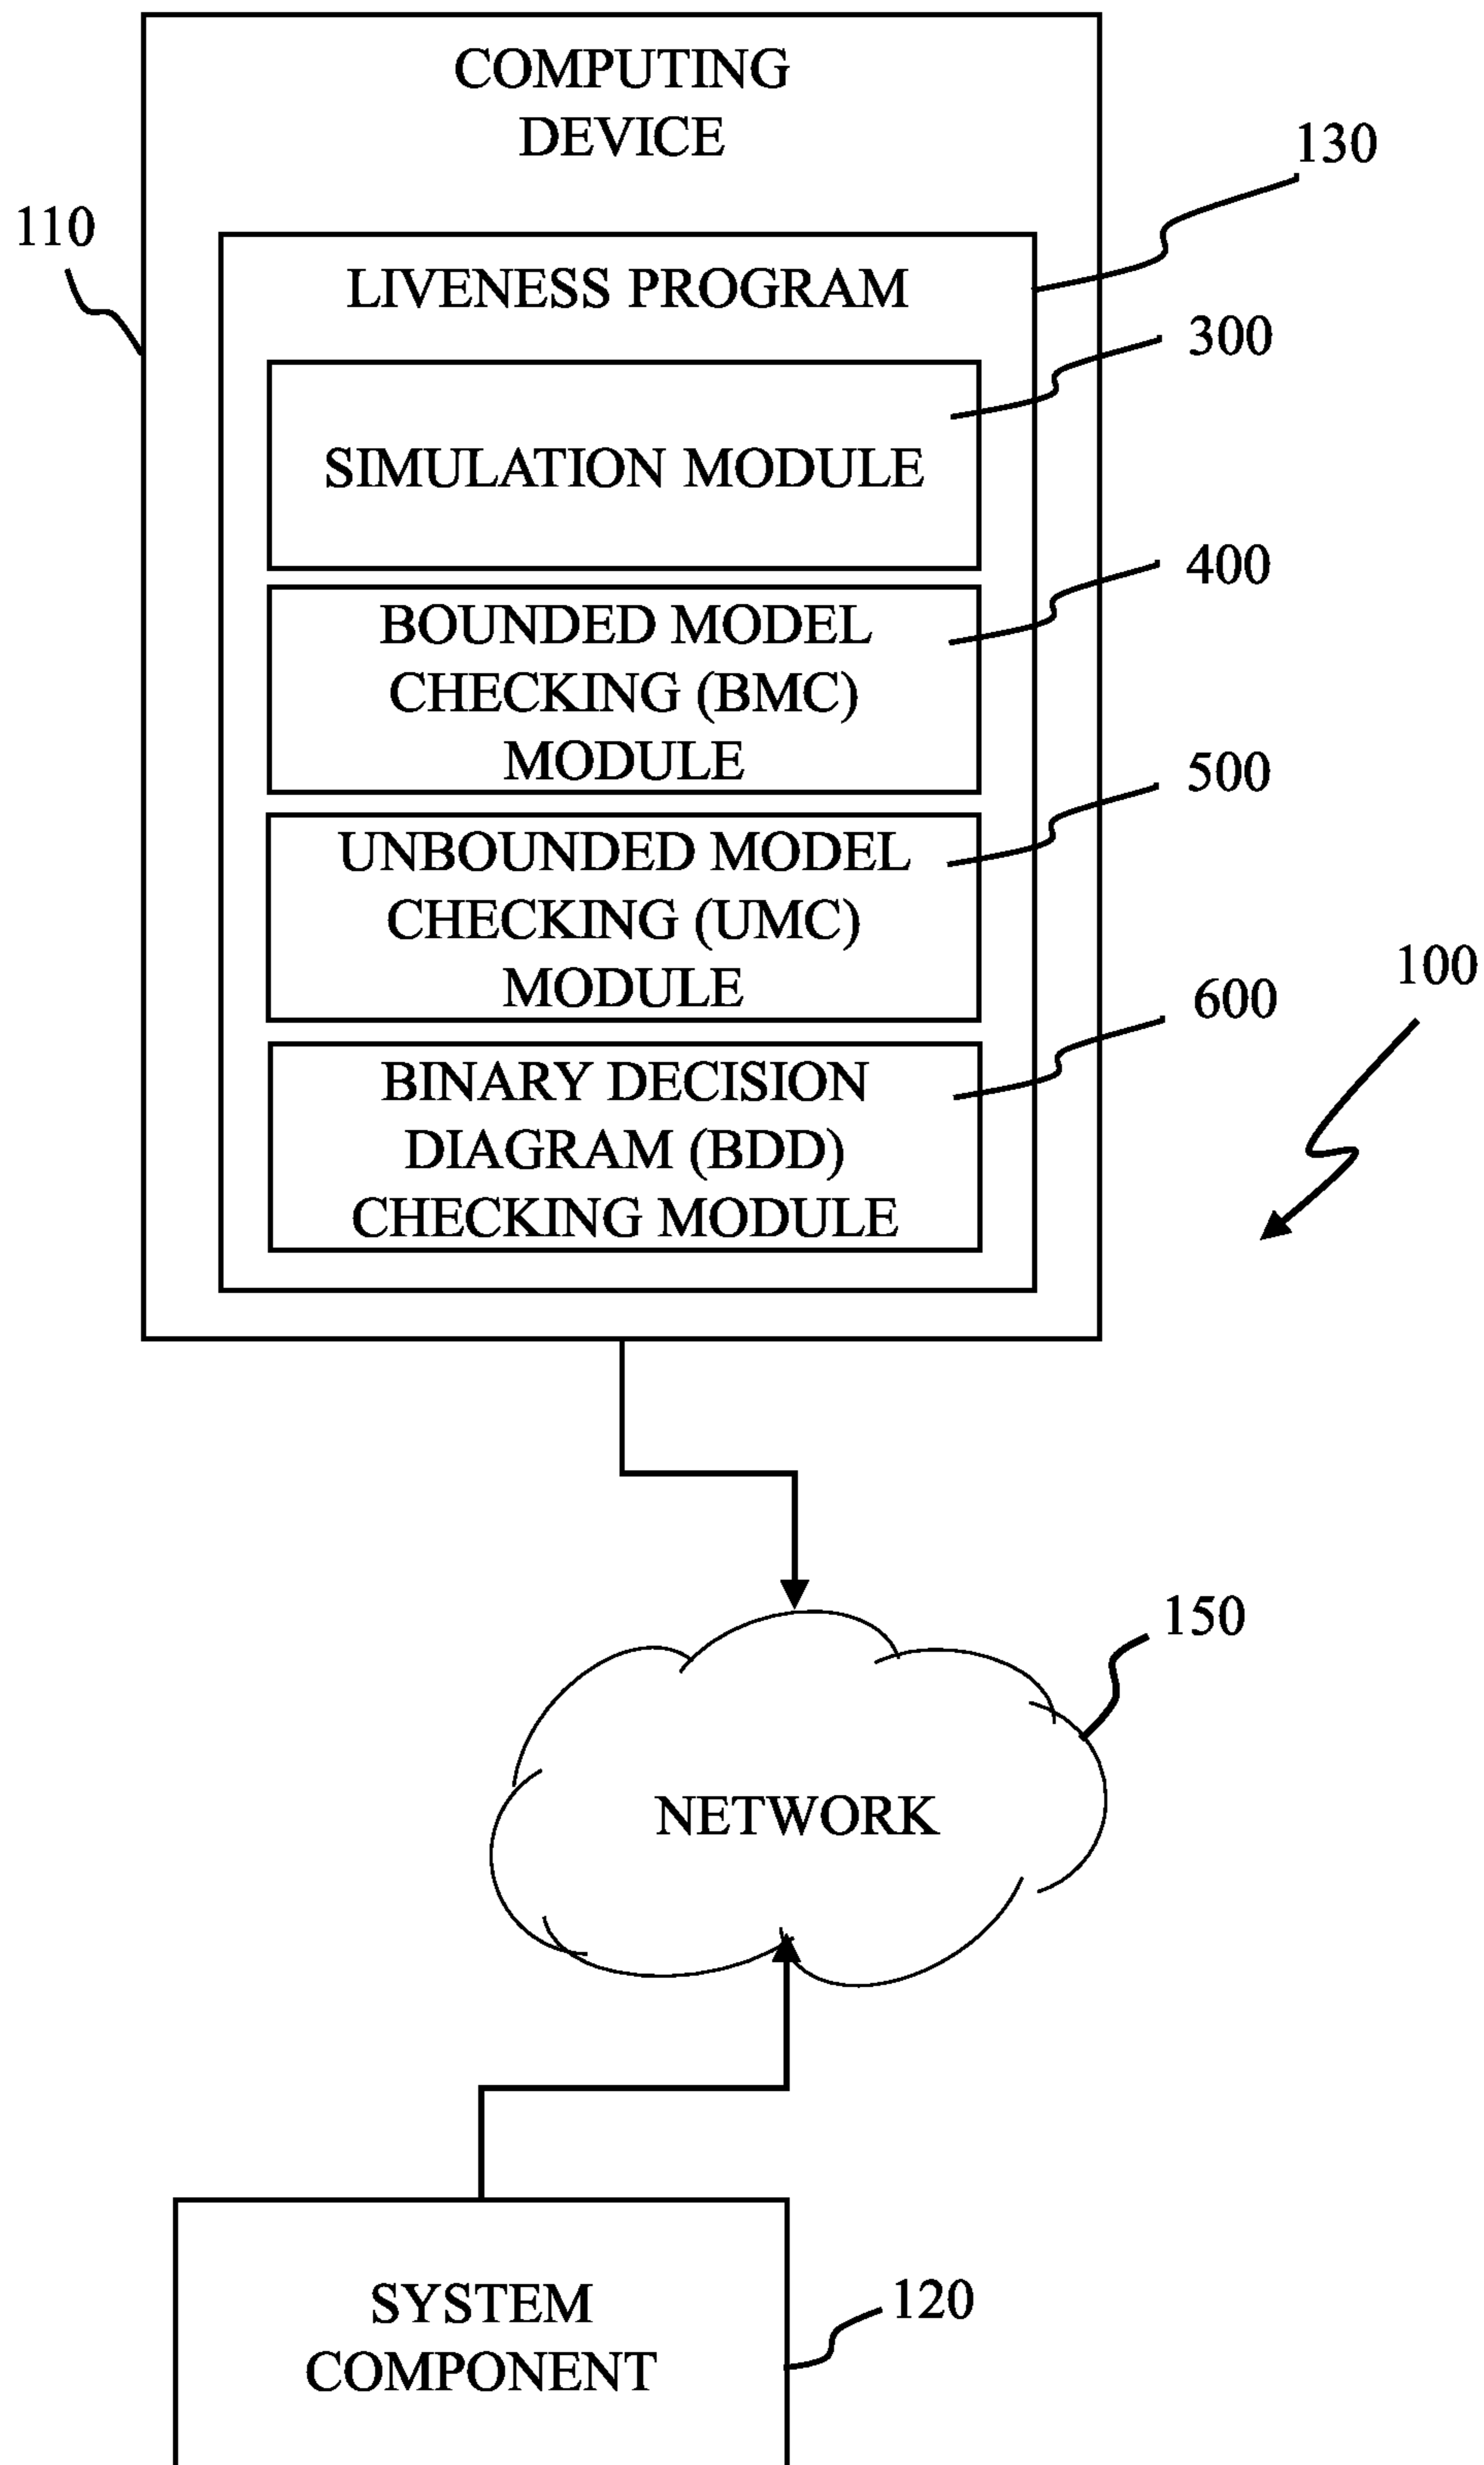 COMPUTING
DEVICE
130
110
LIVENESS PROGRAM
300
SIMULATION MODULE
400
BOUNDED MODEL
CHECKING (BMC)
MODULE
500
UNBOUNDED MODEL
CHECKING (UMC)
MODULE
100
600
BINARY DECISION
DIAGRAM (BDD)
CHECKING MODULE
150
NETWORK
120
SYSTEM
COMPONENT